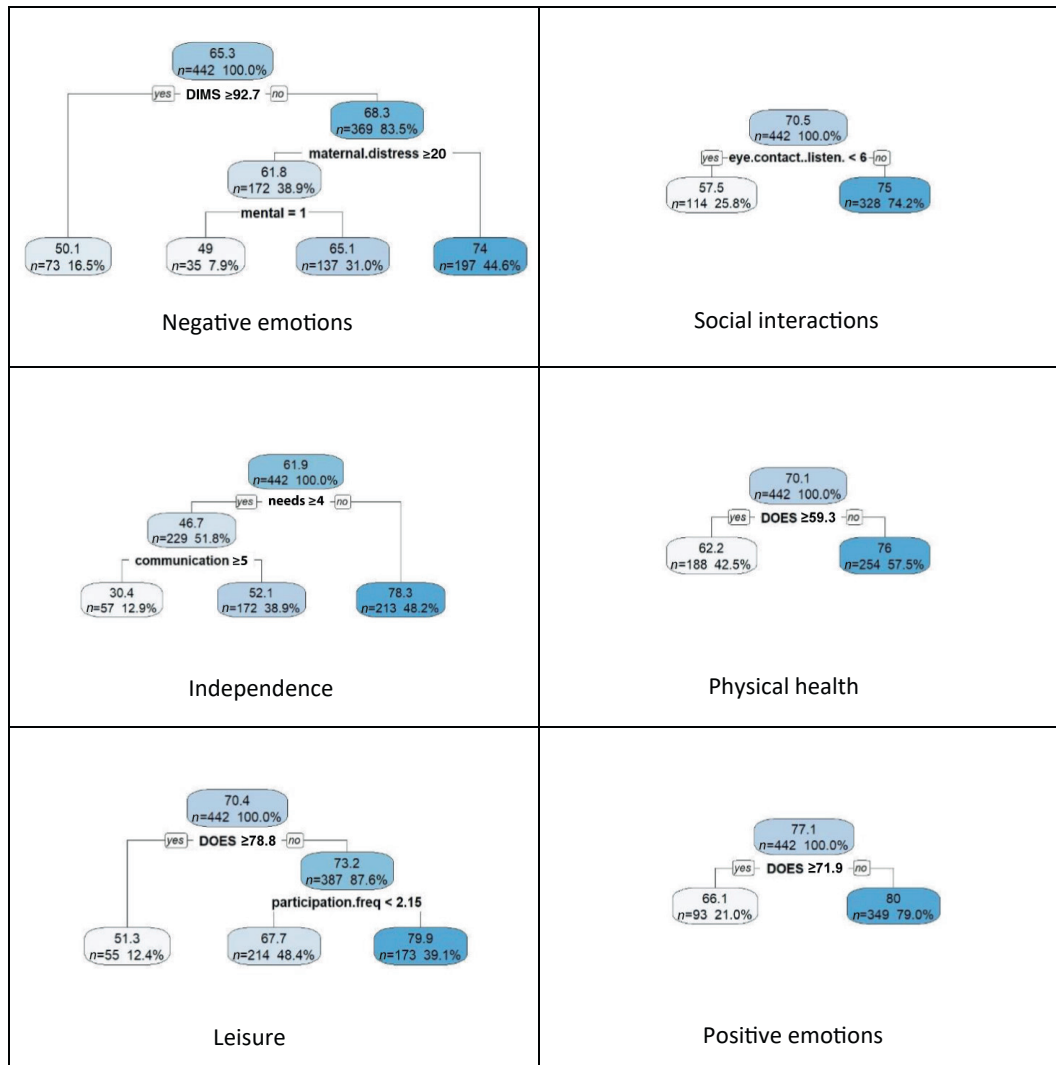 65.3
n=442 100.0%
yes DIMS ≥92.7 no
68.3
n=369 83.5%
maternal.distress ≥20
61.8
n=172 38.9%
mental = 1
50.1
n=73 16.5%
49
n=35 7.9%
65.1
n=137 31.0%
74
n=197 44.6%
Negative emotions
70.5
n=442 100.0%
yes eye.contact..listen. < 6 no
57.5
n=114 25.8%
75
n=328 74.2%
Social interactions
61.9
n=442 100.0%
yes needs ≥4 no
46.7
n=229 51.8%
communication ≥5
30.4
n=57 12.9%
52.1
n=172 38.9%
78.3
n=213 48.2%
Independence
70.1
n=442 100.0%
yes DOES ≥59.3 no
62.2
n=188 42.5%
76
n=254 57.5%
Physical health
70.4
n=442 100.0%
yes DOES ≥78.8 no
73.2
n=387 87.6%
participation.freq < 2.15
51.3
n=55 12.4%
67.7
n=214 48.4%
79.9
n=173 39.1%
Leisure
77.1
n=442 100.0%
yes DOES ≥71.9 no
66.1
n=93 21.0%
80
n=349 79.0%
Positive emotions